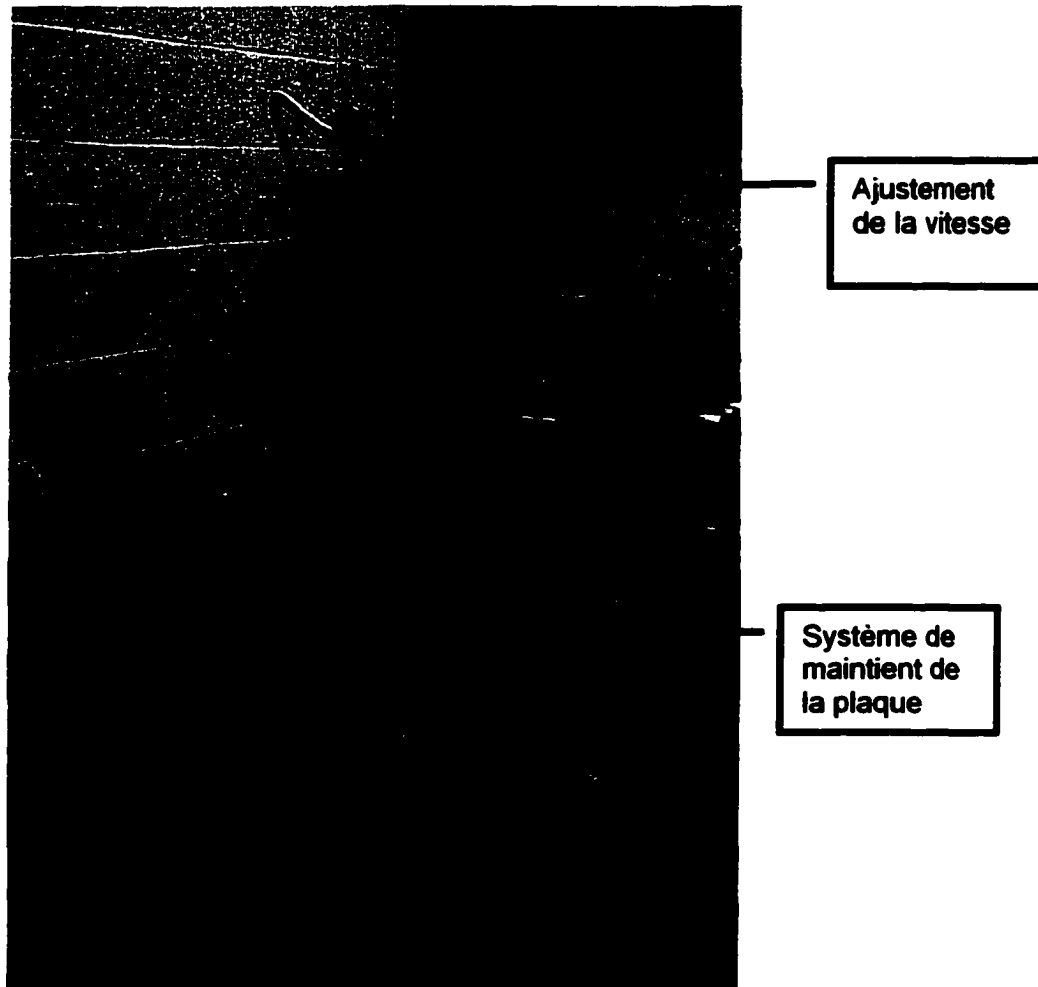 Ajustement
de la vitesse
Système de
maintient de
la plaque